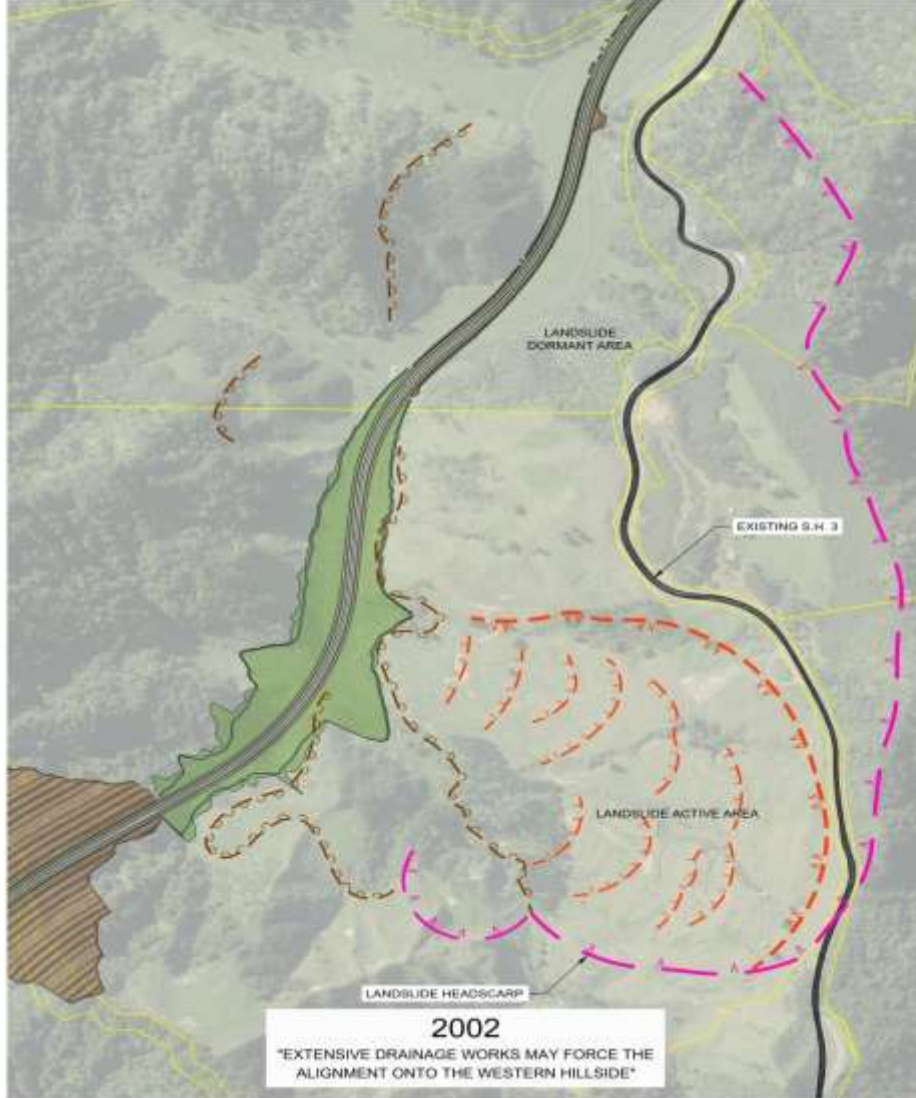 LANDSLIDE
DORMANT AREA
EXISTING S.H. 3
LANDSLIDE ACTIVE AREA
LANDSLIDE HEADSCARP
2002
"EXTENSIVE DRAINAGE WORKS MAY FORCE THE
ALIGNMENT ONTO THE WESTERN HILLSIDE"